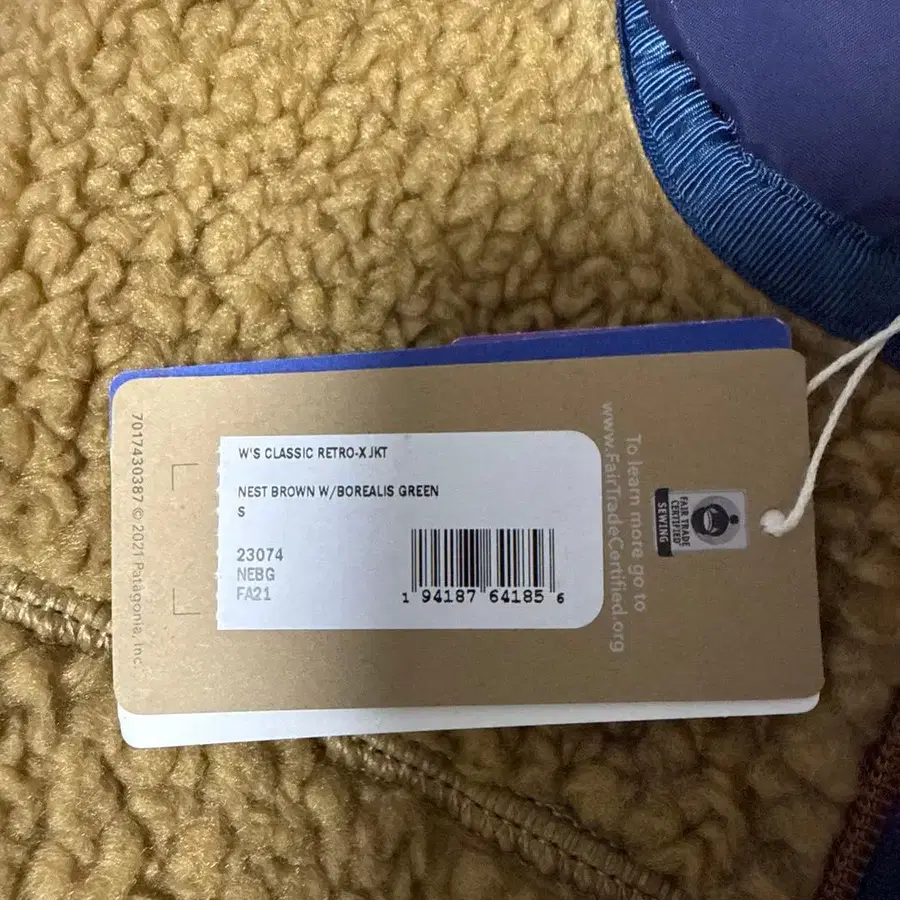 W'S CLASSIC RETRO-X JKT
NEST BROWN W/BOREALIS GREEN
S
23074
NEBG
FA21
1 94187 64185 6
7017430387 © 2021 Patagonia, Inc.
To learn more go to
www.FairTradeCertified.org
FAIR TRADE
CERTIFIED
SEWING